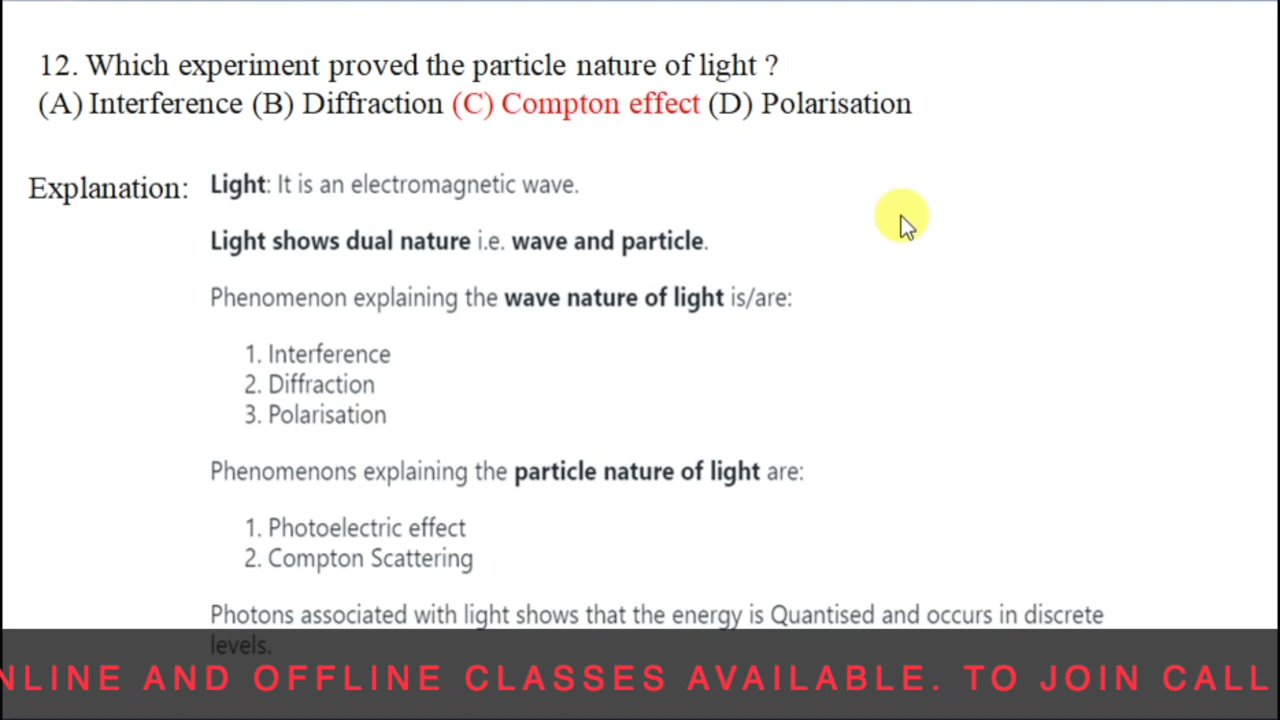 12. Which experiment proved the particle nature of light ?
(A) Interference (B) Diffraction (C) Compton effect (D) Polarisation
Explanation: Light: It is an electromagnetic wave.
Light shows dual nature i.e. wave and particle.
Phenomenon explaining the wave nature of light is/are:
1. Interference
2. Diffraction
3. Polarisation
Phenomenons explaining the particle nature of light are:
1. Photoelectric effect
2. Compton Scattering
Photons associated with light shows that the energy is Quantised and occurs in discrete
levels.
NLINE AND OFFLINE CLASSES AVAILABLE. TO JOIN CALL